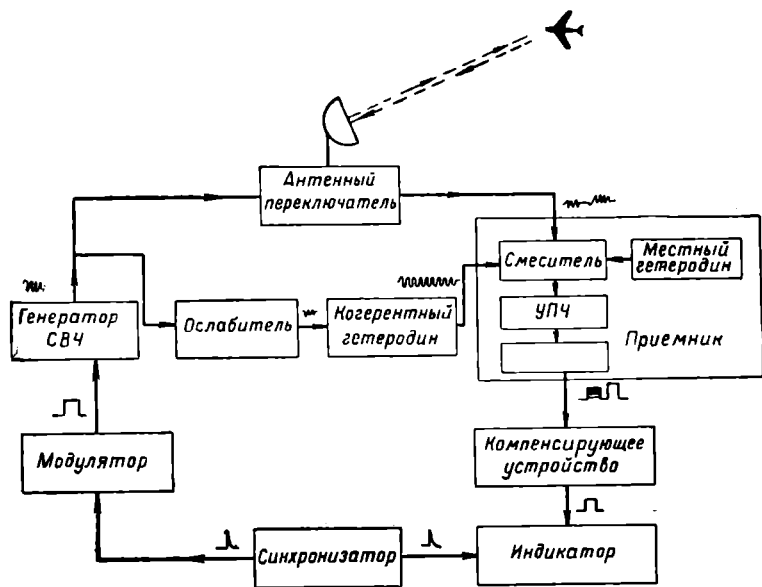 Антенный
переключатель
Смеситель
Местный
гетеродин
Генератор
СВЧ
Ослабитель
Когерентный
гетеродин
УПЧ
Приемник
Модулятор
Компенсирующее
устройство
Синхронизатор
Индикатор